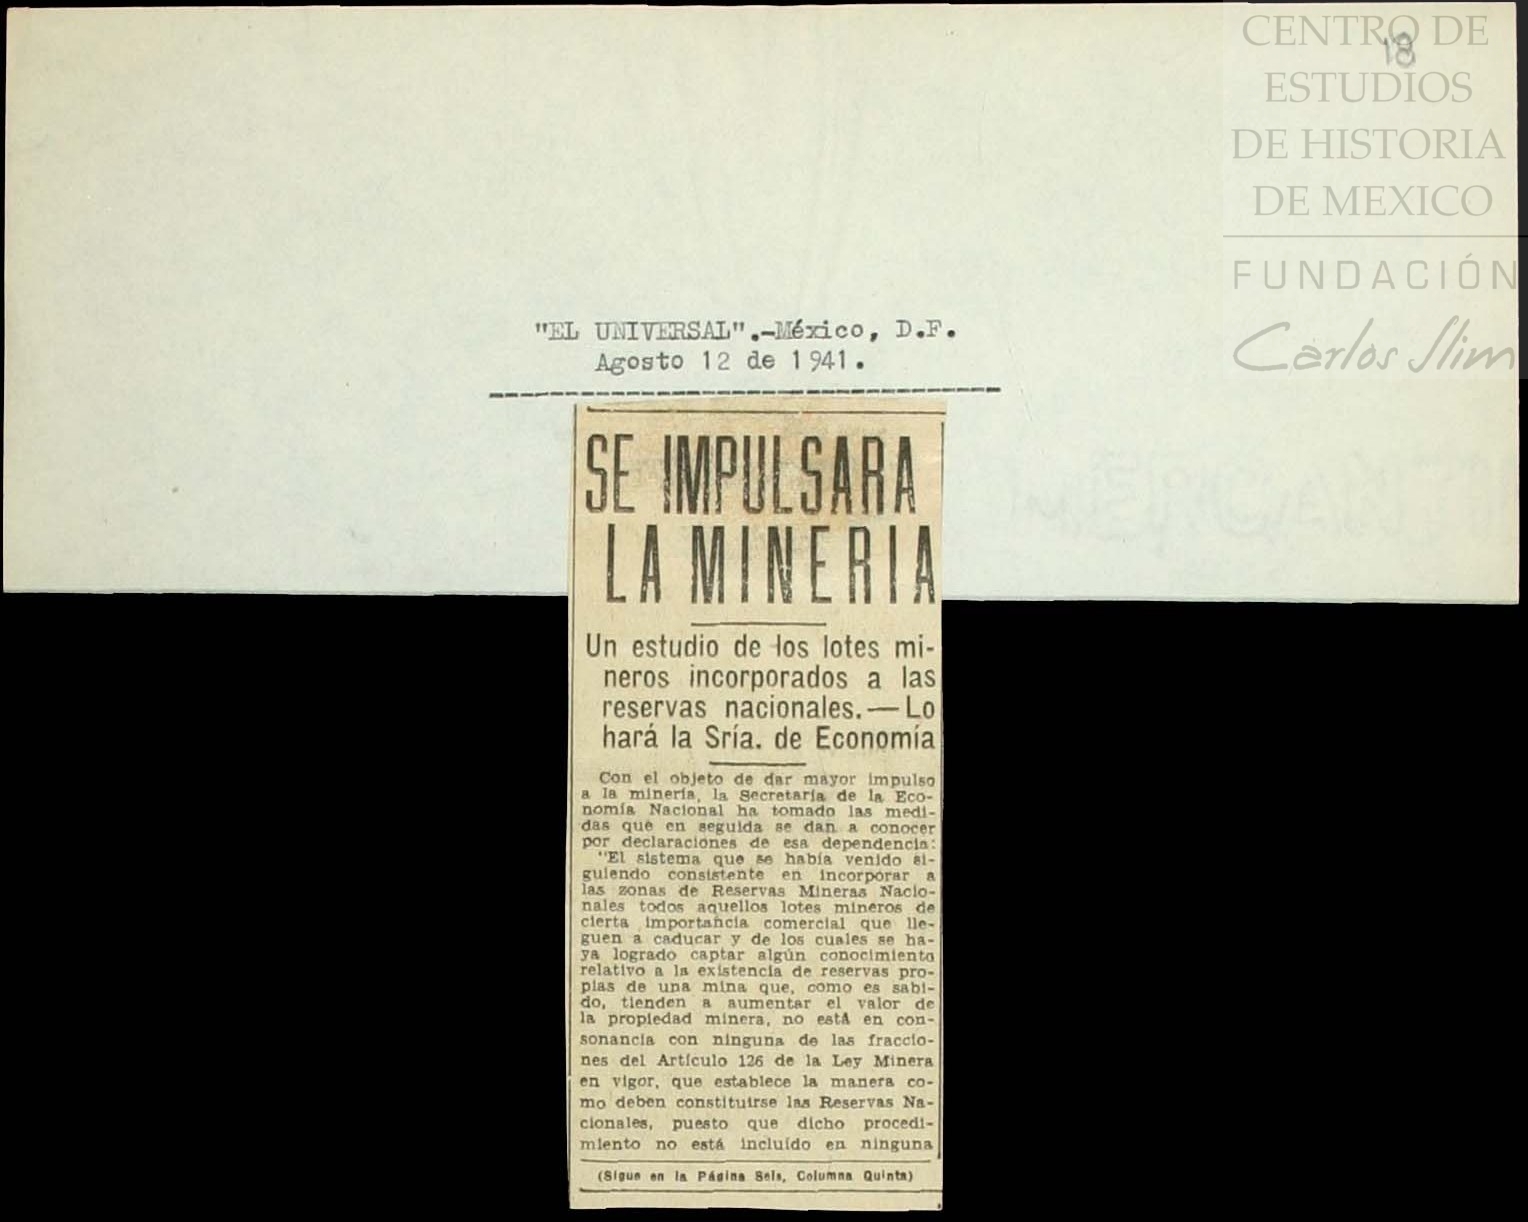 CENTRO DE
ESTUDIOS
DE HISTORIA
DE MEXICO
FUNDACIÓN
Carlos Slim
18
"EL UNIVERSAL".-México, D.F.
Agosto 12 de 1941.
SE IMPULSARA
LA MINERIA
Un estudio de los lotes mi-
neros incorporados a las
reservas nacionales.—Lo
hará la Sría. de Economía
Con el objeto de dar mayor impulso
a la minería, la Secretaría de la Eco-
nomía Nacional ha tomado las medi-
das que en seguida se dan a conocer
por declaraciones de esa dependencia:
"El sistema que se había venido si-
guiendo consistente en incorporar a
las zonas de Reservas Mineras Nacio-
nales todos aquellos lotes mineros de
cierta importancia comercial que lle-
guen a caducar y de los cuales se ha-
ya logrado captar algún conocimiento
relativo a la existencia de reservas pro-
pias de una mina que, como es sabi-
do, tienden a aumentar el valor de
la propiedad minera, no está en con-
sonancia con ninguna de las fraccio-
nes del Artículo 126 de la Ley Minera
en vigor, que establece la manera co-
mo deben constituirse las Reservas Na-
cionales, puesto que dicho procedi-
miento no está incluído en ninguna
(Sigue en la Página Seis, Columna Quinta)